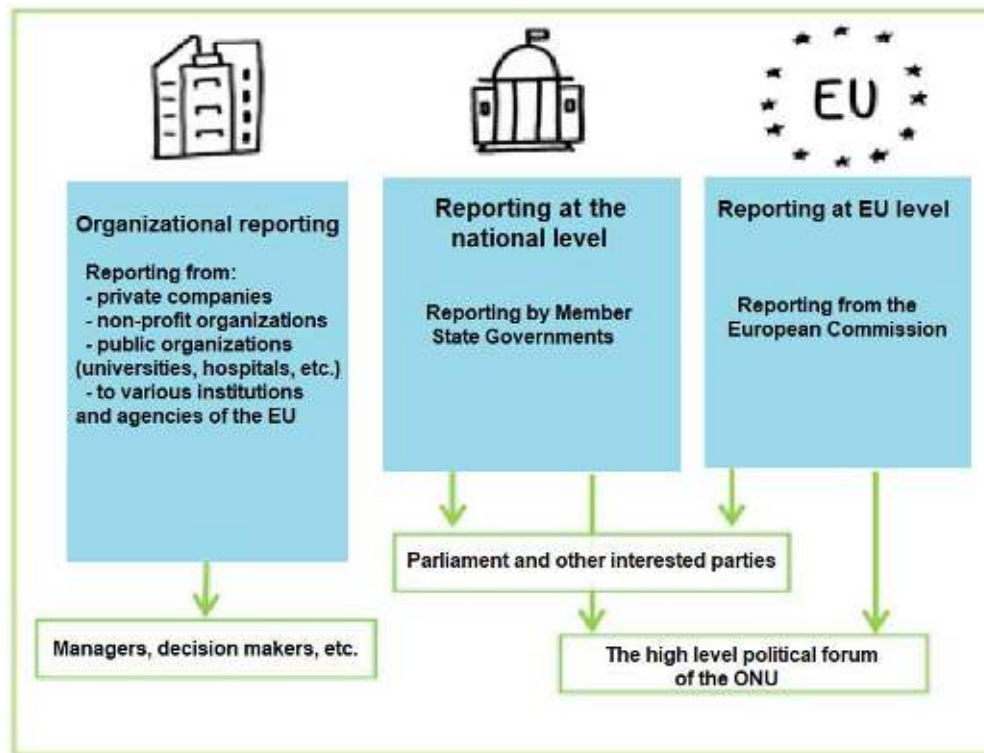 EU
Organizational reporting
Reporting from:
- private companies
- non-profit organizations
- public organizations
(universities, hospitals, etc.)
- to various institutions
and agencies of the EU
Reporting at the
national level
Reporting by Member
State Governments
Reporting at EU level
Reporting from the
European Commission
Parliament and other interested parties
Managers, decision makers, etc.
The high level political forum
of the ONU